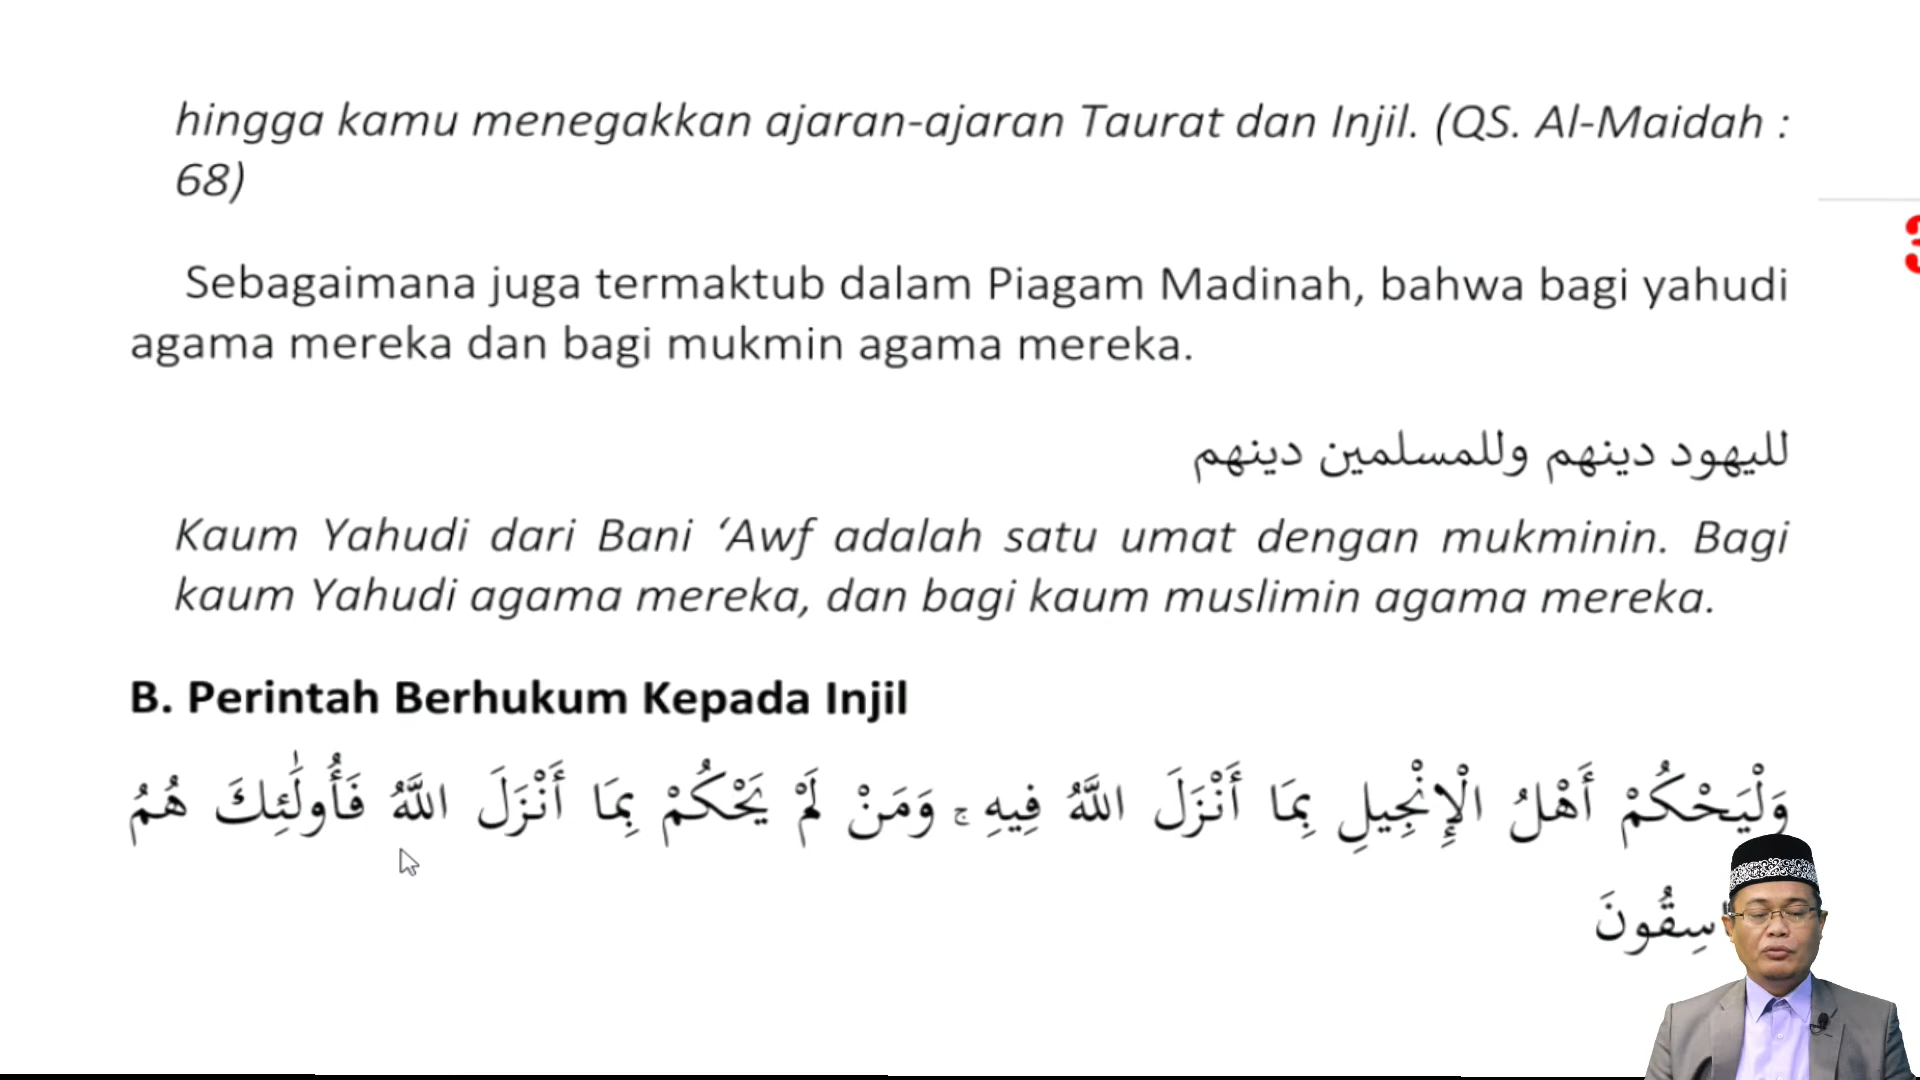 hingga kamu menegakkan ajaran-ajaran Taurat dan Injil. (QS. Al-Maidah :
68)
Sebagaimana juga termaktub dalam Piagam Madinah, bahwa bagi yahudi
agama mereka dan bagi mukmin agama mereka.
لليهود دينهم وللمسلمين دينهم
Kaum Yahudi dari Bani ‘Awf adalah satu umat dengan mukminin. Bagi
kaum Yahudi agama mereka, dan bagi kaum muslimin agama mereka.
B. Perintah Berhukum Kepada Injil
وَلْيَحْكُمْ أَهْلُ الْإِنْجِيلِ بِمَا أَنْزَلَ اللَّهُ فِيهِ ۚ وَمَنْ لَمْ يَحْكُمْ بِمَا أَنْزَلَ اللَّهُ فَأُولَٰئِكَ هُمُ